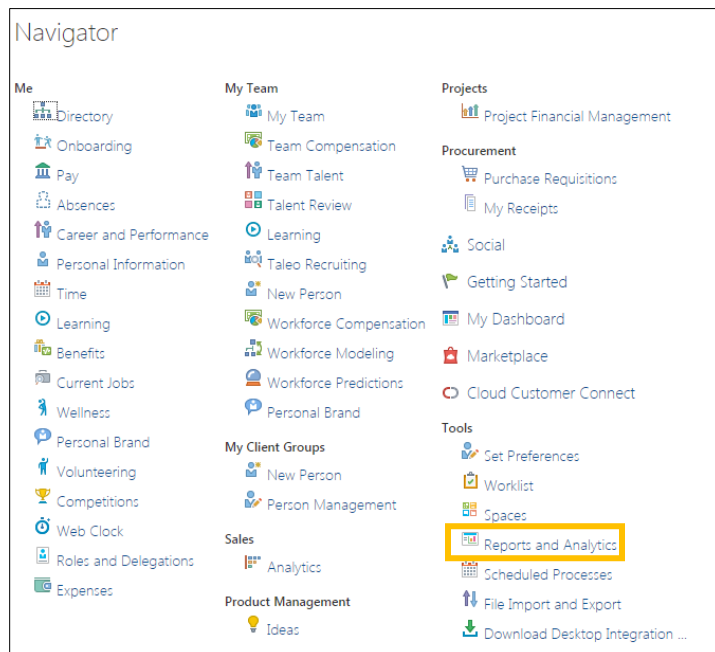 Navigator
Me
Directory
Onboarding
Pay
Absences
Career and Performance
Personal Information
Time
Learning
Benefits
Current Jobs
Wellness
Personal Brand
Volunteering
Competitions
Web Clock
Roles and Delegations
Expenses
My Team
My Team
Team Compensation
Team Talent
Talent Review
Learning
Taleo Recruiting
New Person
Workforce Compensation
Workforce Modeling
Workforce Predictions
Personal Brand
My Client Groups
New Person
Person Management
Sales
Analytics
Product Management
Ideas
Projects
Project Financial Management
Procurement
Purchase Requisitions
My Receipts
Social
Getting Started
My Dashboard
Marketplace
Cloud Customer Connect
Tools
Set Preferences
Worklist
Spaces
Reports and Analytics
Scheduled Processes
File Import and Export
Download Desktop Integration ...